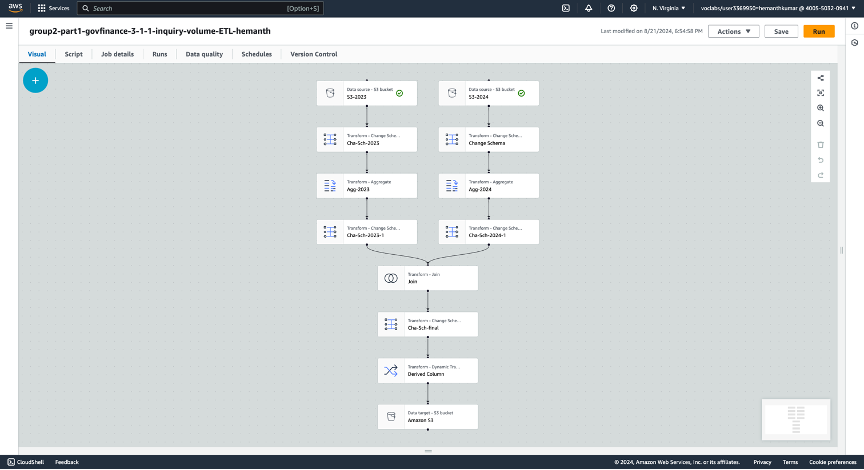 aws Services Search [Option+S] N. Virginia voclabs/user3369950=hemanthkumar @ 4005-5032-0941
group2-part1-govfinance-3-1-1-inquiry-volume-ETL-hemanth
Last modified on 8/21/2024, 6:54:58 PM Actions Save Run
Visual Script Job details Runs Data quality Schedules Version Control
Data source - S3 bucket
S3-2023
Data source - S3 bucket
S3-2024
Transform - Change Sche...
Cha-Sch-2023
Transform - Change Sche...
Change Schema
Transform - Aggregate
Agg-2023
Transform - Aggregate
Agg-2024
Transform - Change Sche...
Cha-Sch-2023-1
Transform - Change Sche...
Cha-Sch-2024-1
Transform - Join
Join
Transform - Change Sche...
Cha-Sch-final
Transform - Dynamic Tra...
Derived Column
Data target - S3 bucket
Amazon S3
CloudShell Feedback © 2024, Amazon Web Services, Inc. or its affiliates. Privacy Terms Cookie preferences